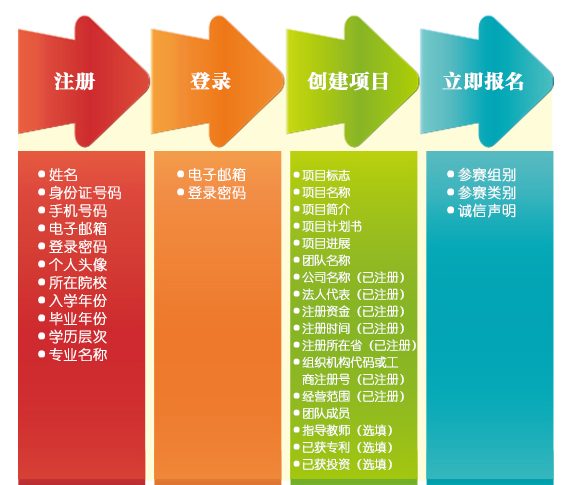 注册
登录
创建项目
立即报名
姓名
身份证号码
手机号码
电子邮箱
登录密码
个人头像
所在院校
入学年份
毕业年份
学历层次
专业名称
电子邮箱
登录密码
项目标志
项目名称
项目简介
项目计划书
项目进展
团队名称
公司名称（已注册）
法人代表（已注册）
注册资金（已注册）
注册时间（已注册）
注册所在省（已注册）
组织机构代码或工
商注册号（已注册）
经营范围（已注册）
团队成员
指导教师（选填）
已获专利（选填）
已获投资（选填）
参赛组别
参赛类别
诚信声明